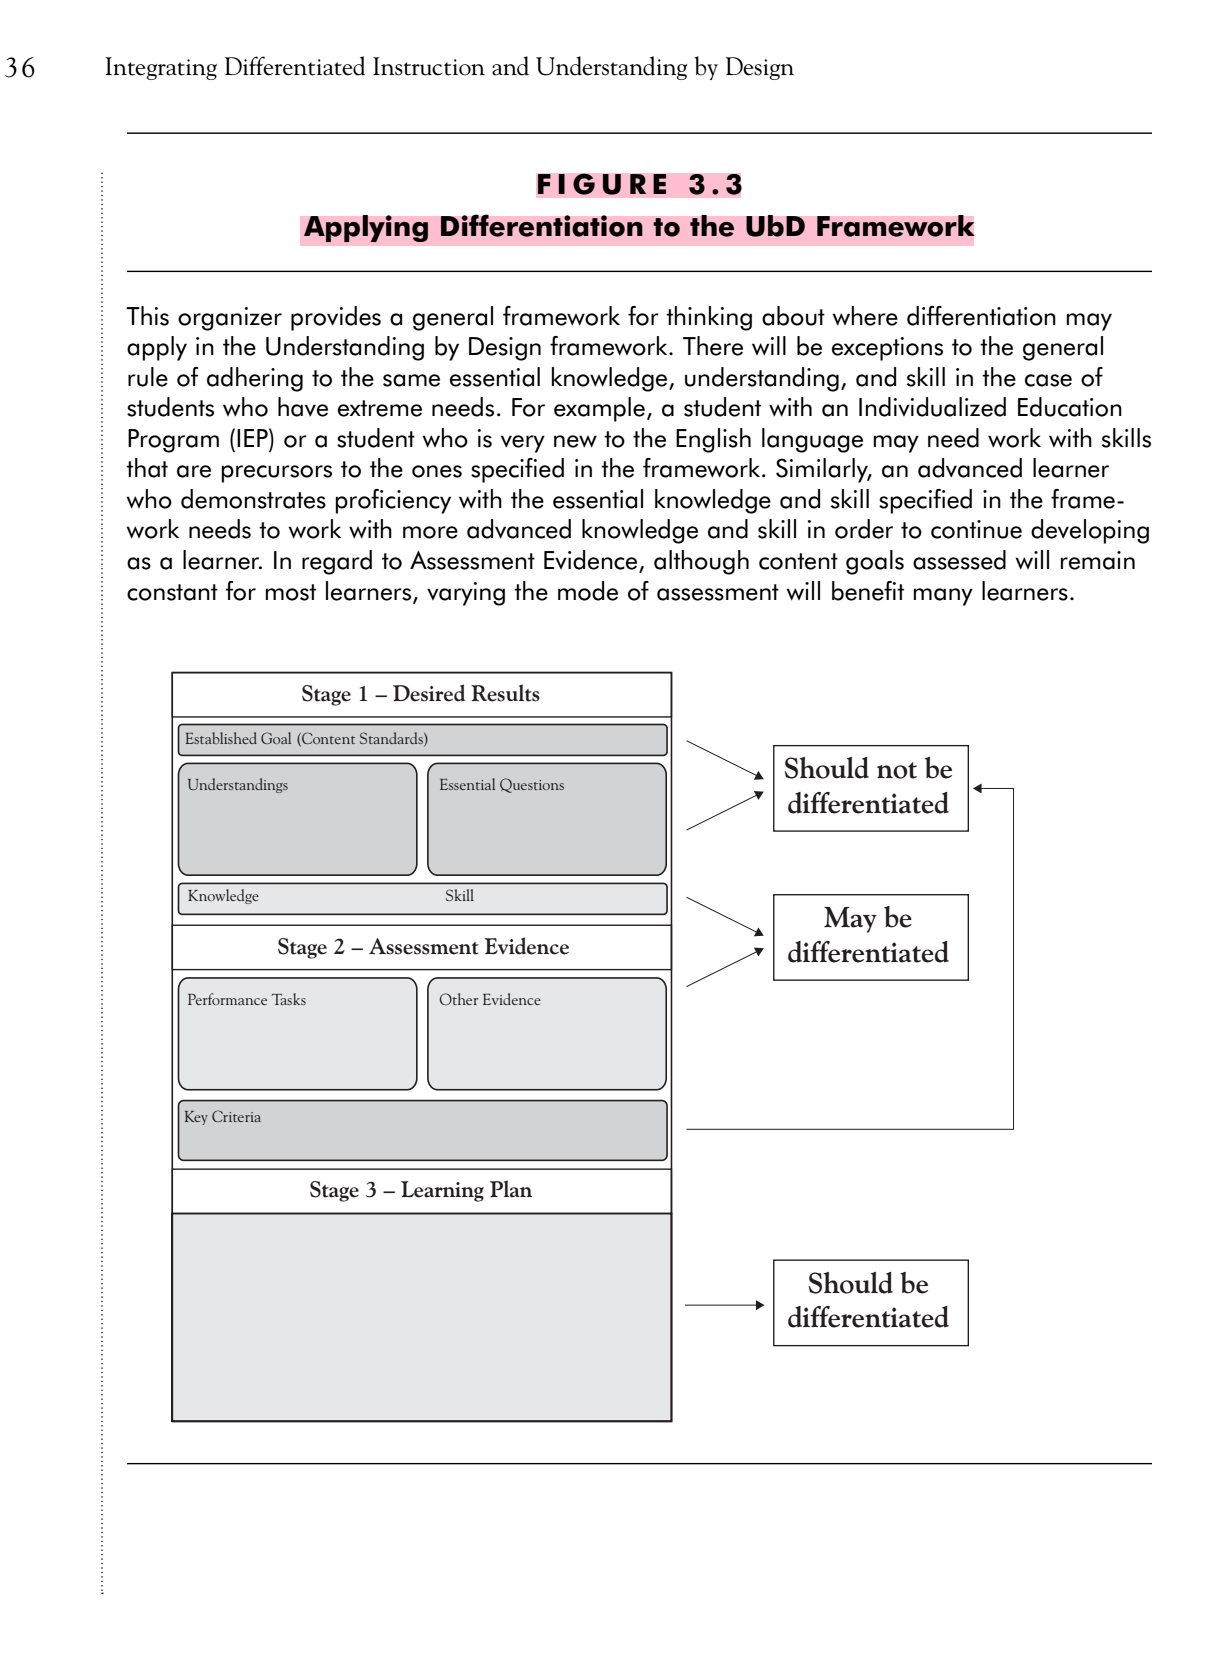 36
Integrating Differentiated Instruction and Understanding by Design
FIGURE 3.3
Applying Differentiation to the UbD Framework
This organizer provides a general framework for thinking about where differentiation may
apply in the Understanding by Design framework. There will be exceptions to the general
rule of adhering to the same essential knowledge, understanding, and skill in the case of
students who have extreme needs. For example, a student with an Individualized Education
Program (IEP) or a student who is very new to the English language may need work with skills
that are precursors to the ones specified in the framework. Similarly, an advanced learner
who demonstrates proficiency with the essential knowledge and skill specified in the frame-
work needs to work with more advanced knowledge and skill in order to continue developing
as a learner. In regard to Assessment Evidence, although content goals assessed will remain
constant for most learners, varying the mode of assessment will benefit many learners.
Stage 1 – Desired Results
Established Goal (Content Standards)
Understandings
Essential Questions
Should not be
differentiated
Knowledge
Skill
May be
differentiated
Stage 2 – Assessment Evidence
Performance Tasks
Other Evidence
Key Criteria
Stage 3 – Learning Plan
Should be
differentiated